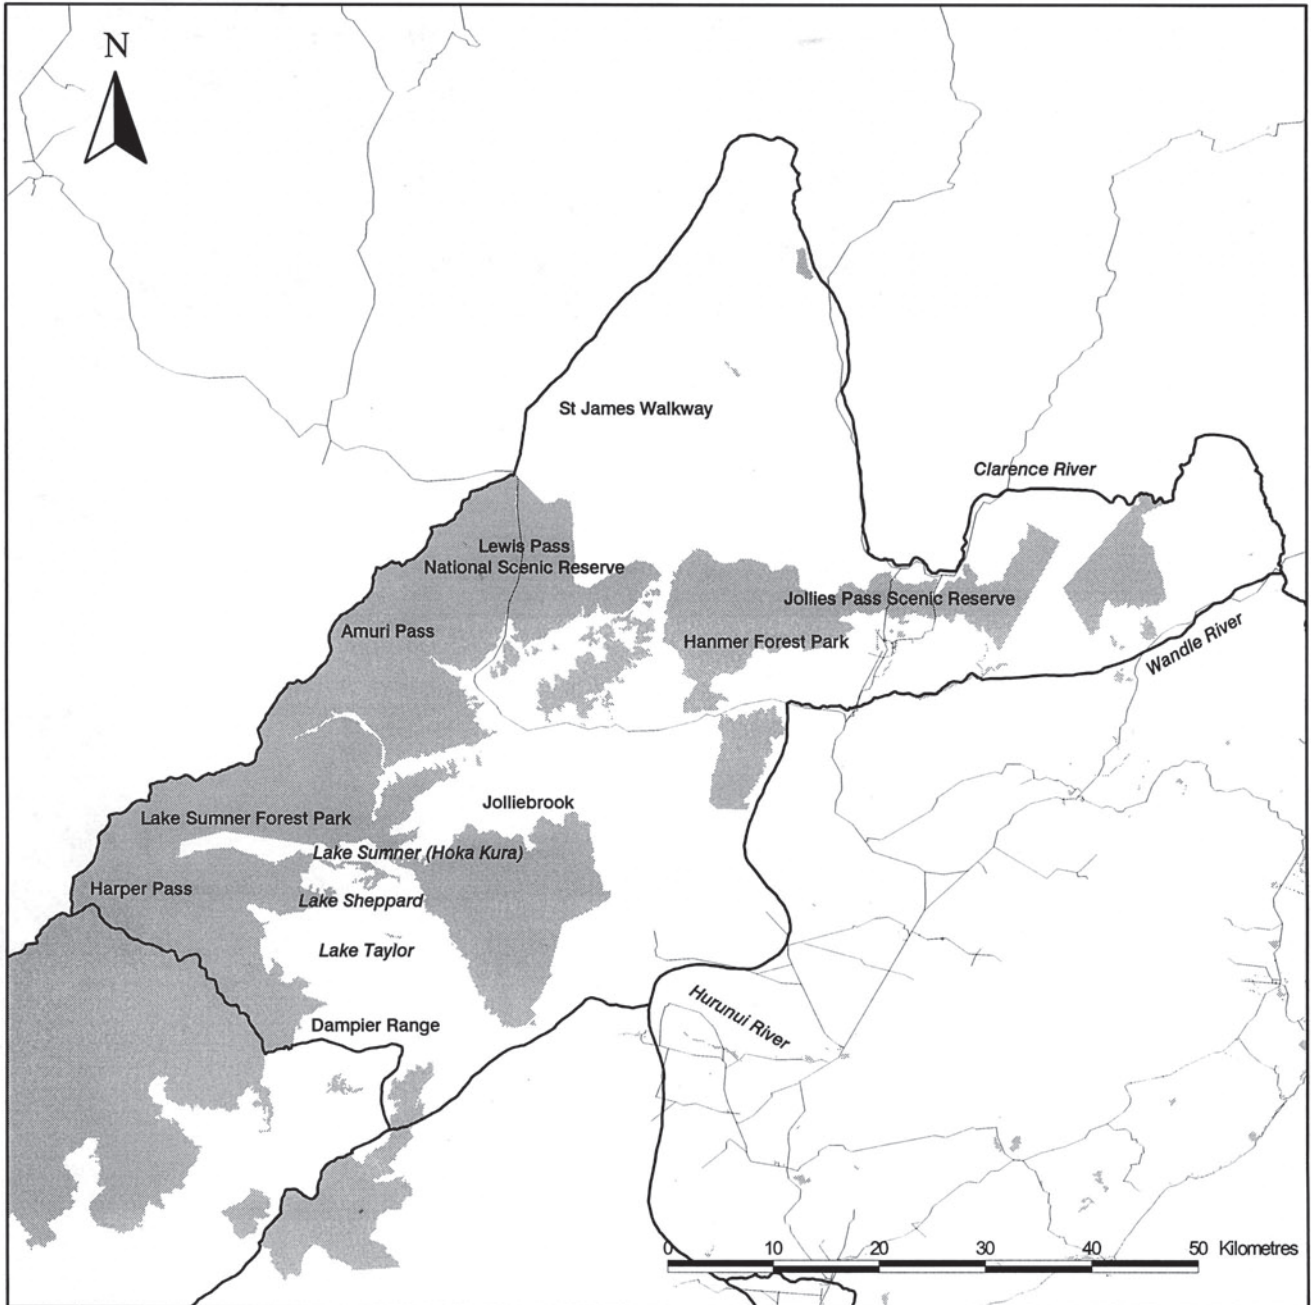 N
St James Walkway
Clarence River
Lewis Pass
National Scenic Reserve
Jollies Pass Scenic Reserve
Amuri Pass
Hanmer Forest Park
Wandle River
Jolliebrook
Lake Sumner Forest Park
Lake Sumner (Hoka Kura)
Harper Pass
Lake Sheppard
Lake Taylor
Hurunui River
Dampier Range
0 10 20 30 40 50 Kilometres